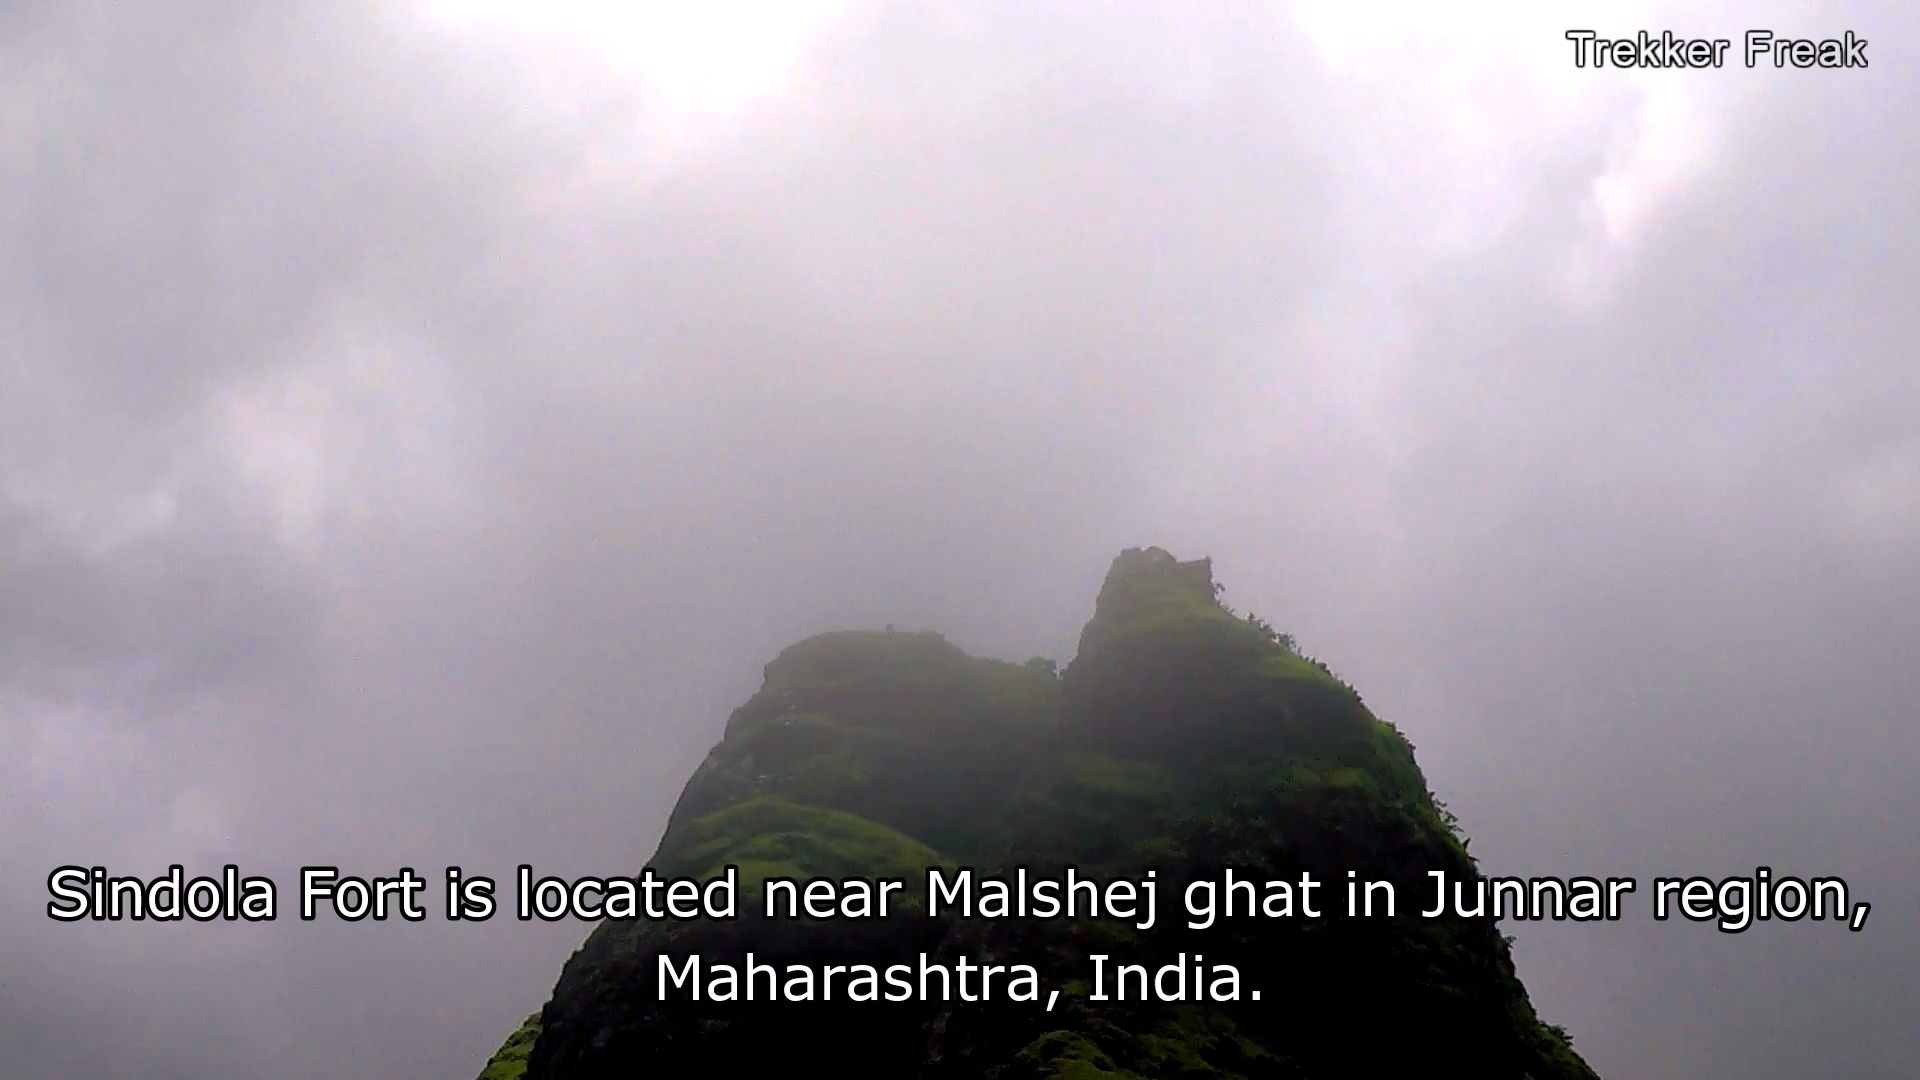 Trekker Freak
Sindola Fort is located near Malshej ghat in Junnar region,
Maharashtra, India.